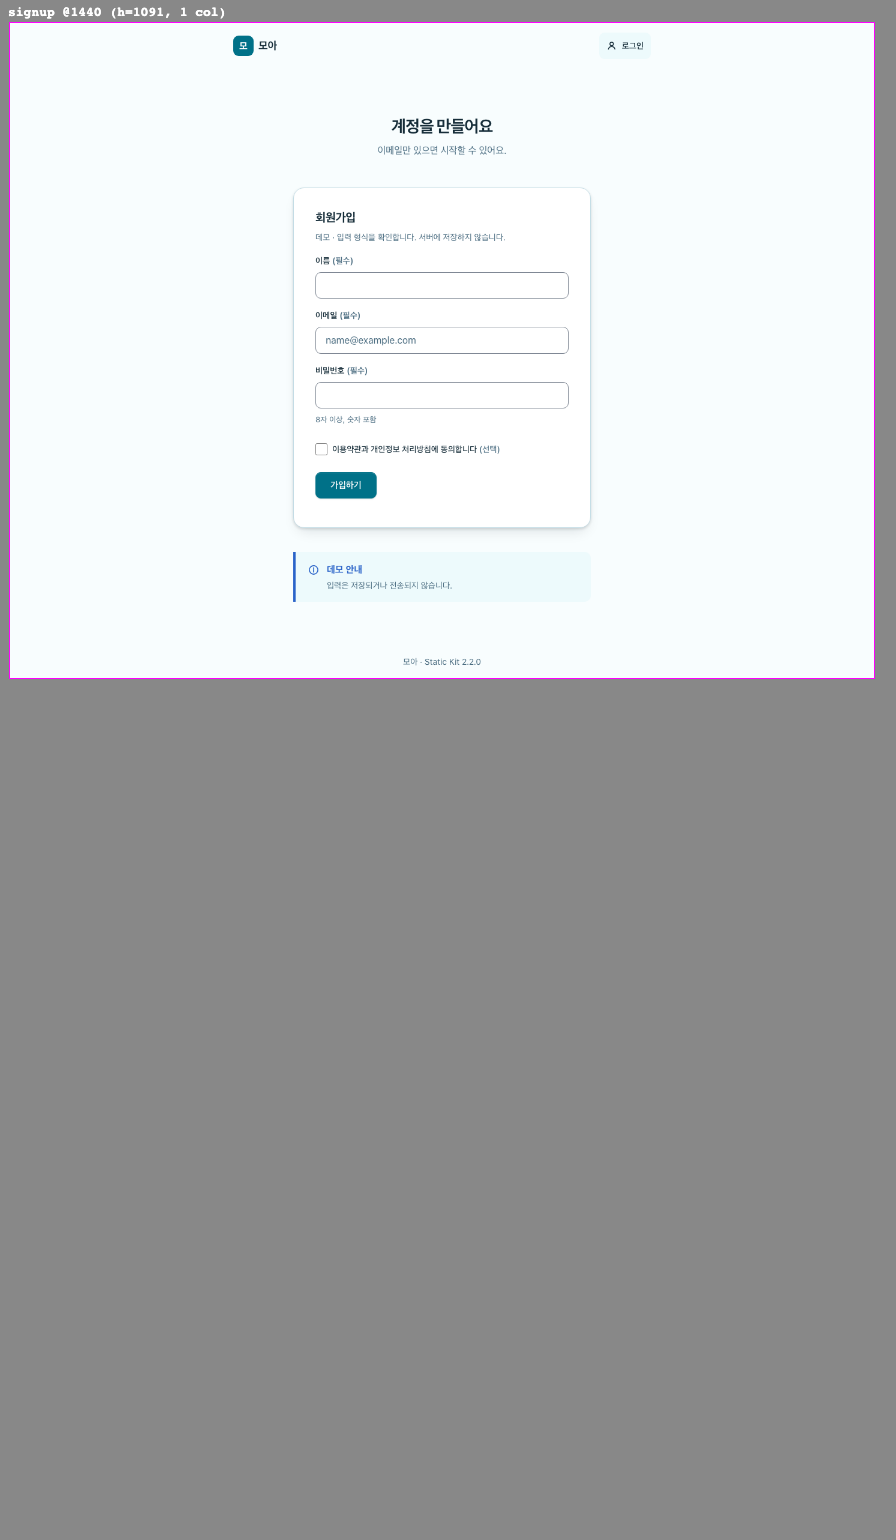 signup @1440 (h=1091, 1 col)
모 모아
로그인
계정을 만들어요
이메일만 있으면 시작할 수 있어요.
회원가입
데모 · 입력 형식을 확인합니다. 서버에 저장하지 않습니다.
이름 (필수)
이메일 (필수)
name@example.com
비밀번호 (필수)
8자 이상, 숫자 포함
이용약관과 개인정보 처리방침에 동의합니다 (선택)
가입하기
데모 안내
입력은 저장되거나 전송되지 않습니다.
모아 · Static Kit 2.2.0